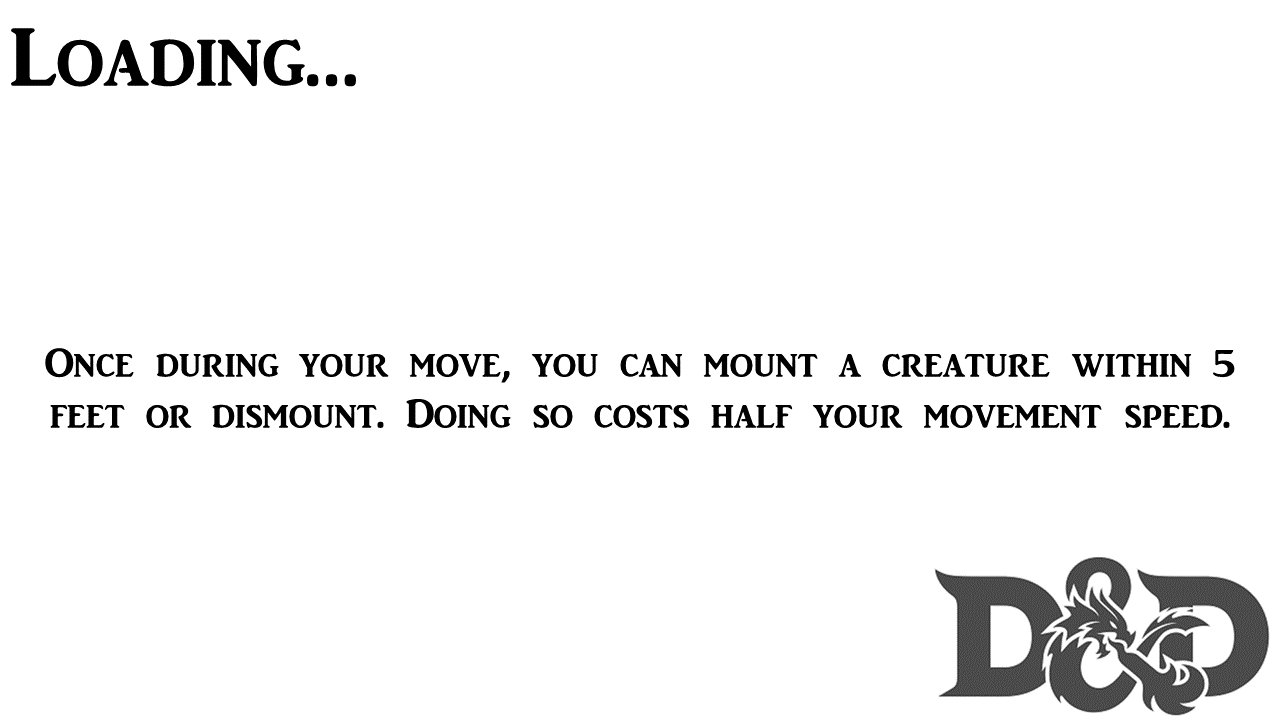 Loading...
Once during your move, you can mount a creature within 5
feet or dismount. Doing so costs half your movement speed.
D&D